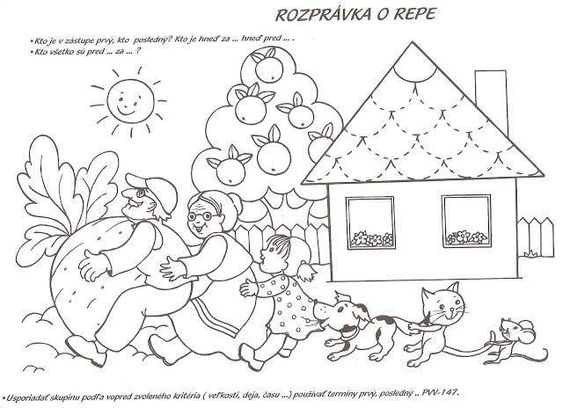 ROZPRÁVKA O REPE
• Kto je v zástupe prvý, kto posledný? Kto je hneď za ... hneď pred ... .
• Kto všetko sú pred ... za ... ?
• Usporiadať skupinu podľa vopred zvoleného kritéria ( veľkosti, deja, času ...) používať termíny prvý, posledný .. PVV-147.